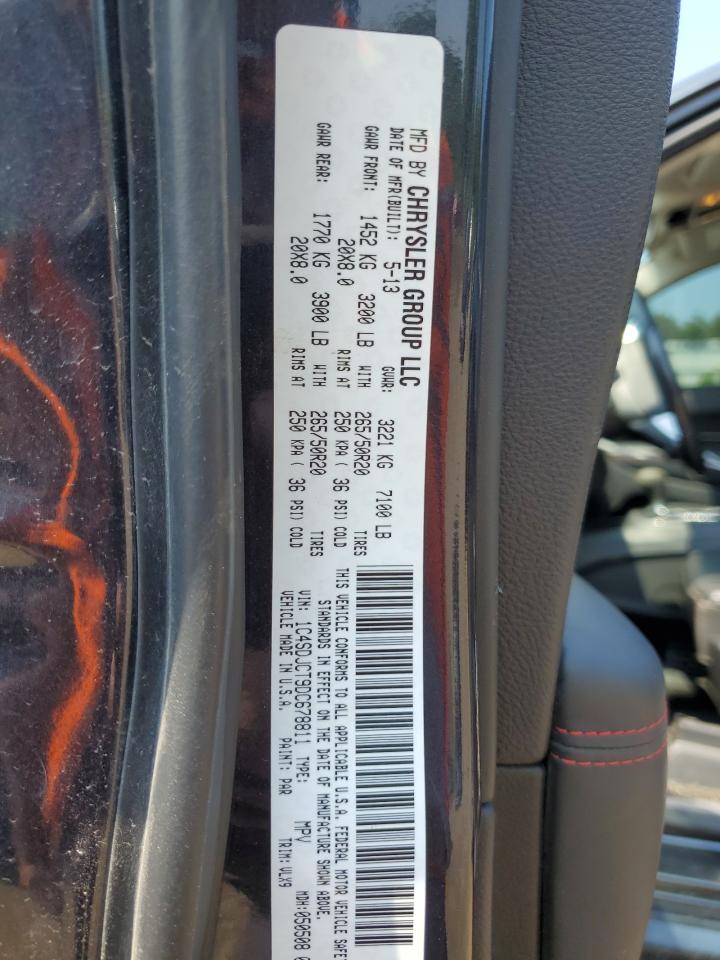 MFD BY CHRYSLER GROUP LLC
DATE OF MFR(BUILT): 5-13 GVWR: 3221 KG 7100 LB
GAWR FRONT: 1452 KG 3200 LB WITH 265/50R20 TIRES
20X8.0 RIMS AT 250 KPA ( 36 PSI) COLD
GAWR REAR: 1770 KG 3900 LB WITH 265/50R20 TIRES
20X8.0 RIMS AT 250 KPA ( 36 PSI) COLD
THIS VEHICLE CONFORMS TO ALL APPLICABLE U.S.A. FEDERAL MOTOR VEHICLE
STANDARDS IN EFFECT ON THE DATE OF MANUFACTURE SHOWN ABOVE.
VIN: 1C4SDJCT9DC678811 TYPE: MPV MDH:050508
VEHICLE MADE IN U.S.A. PAINT: PAR TRIM: VLX9